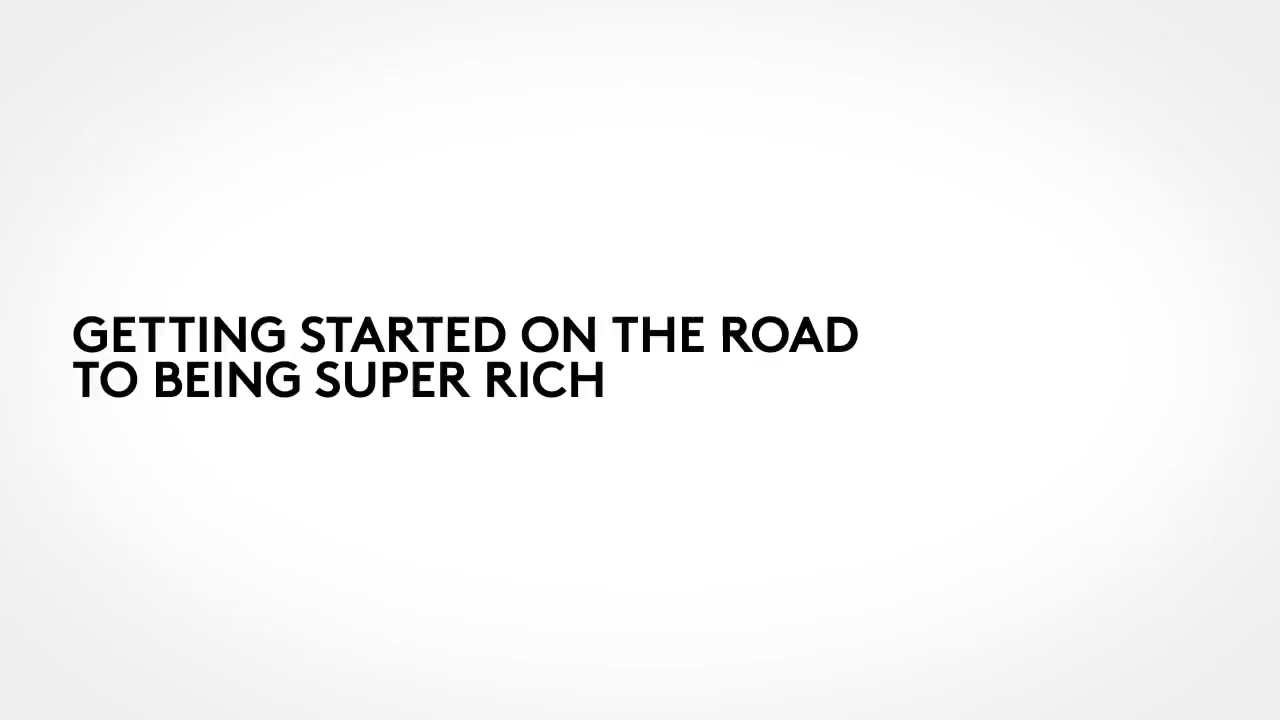 GETTING STARTED ON THE ROAD
TO BEING SUPER RICH